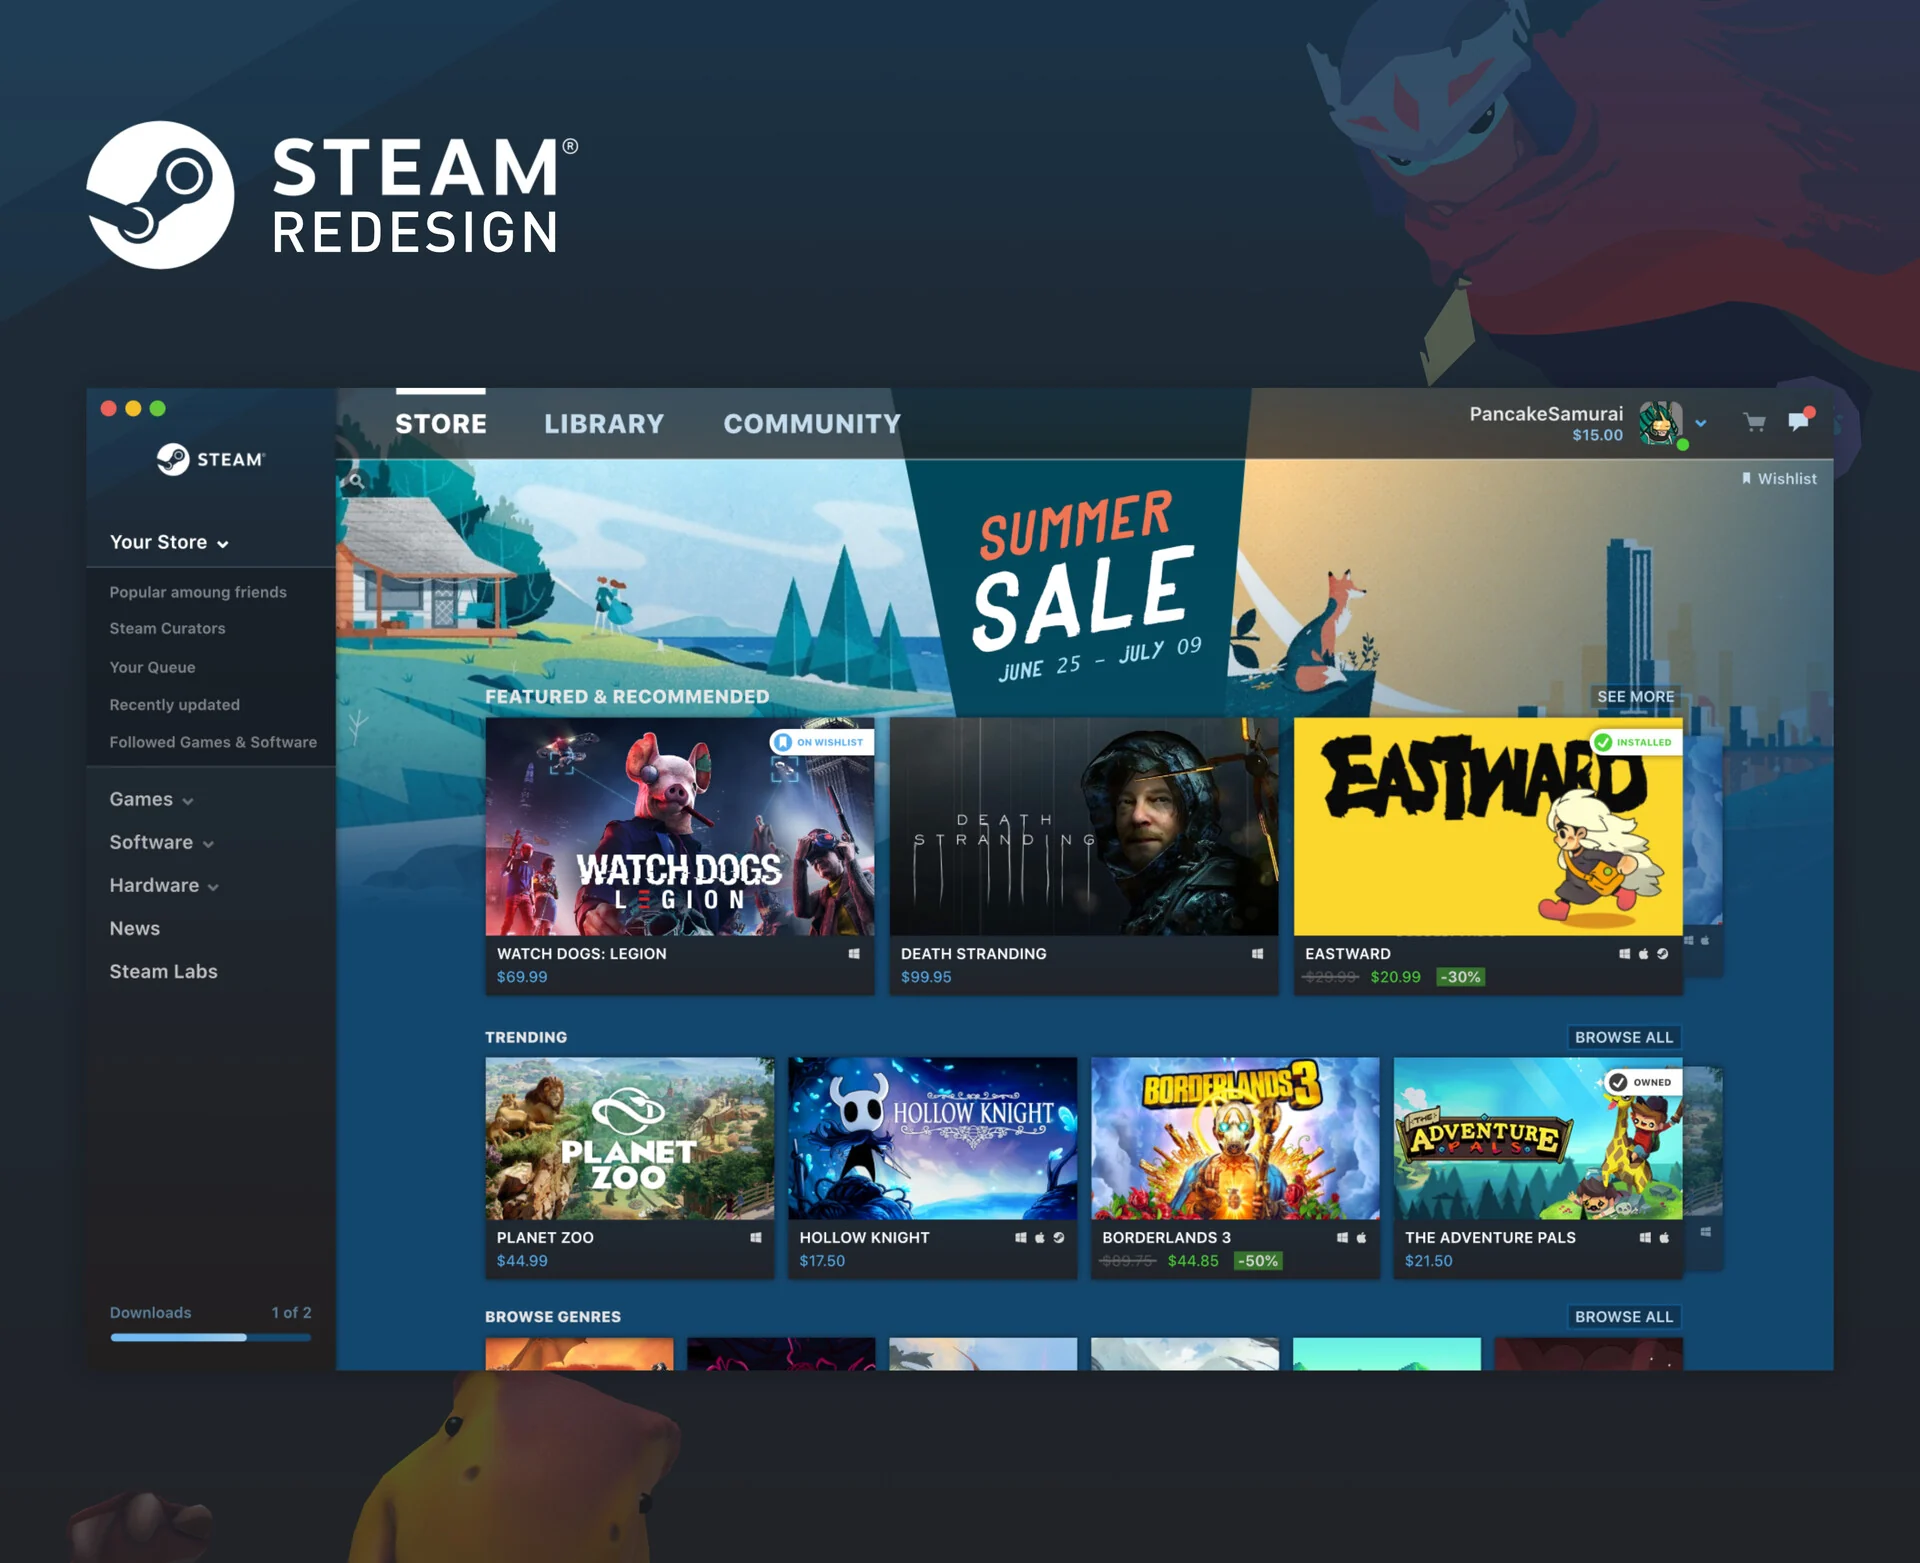 STEAM®
REDESIGN
STORE
LIBRARY
COMMUNITY
PancakeSamurai
$15.00
STEAM
Wishlist
Your Store
Popular amoung friends
Steam Curators
Your Queue
Recently updated
Followed Games & Software
Games
Software
Hardware
News
Steam Labs
Downloads
1 of 2
SUMMER
SALE
JUNE 25 - JULY 09
FEATURED & RECOMMENDED
SEE MORE
ON WISHLIST
WATCH DOGS
LEGION
WATCH DOGS: LEGION
$69.99
DEATH
STRANDING
DEATH STRANDING
$99.95
INSTALLED
EASTWARD
EASTWARD
$29.99 $20.99 -30%
TRENDING
BROWSE ALL
PLANET
ZOO
PLANET ZOO
$44.99
HOLLOW KNIGHT
HOLLOW KNIGHT
$17.50
BORDERLANDS 3
BORDERLANDS 3
$89.75 $44.85 -50%
OWNED
THE
ADVENTURE
PALS
THE ADVENTURE PALS
$21.50
BROWSE GENRES
BROWSE ALL